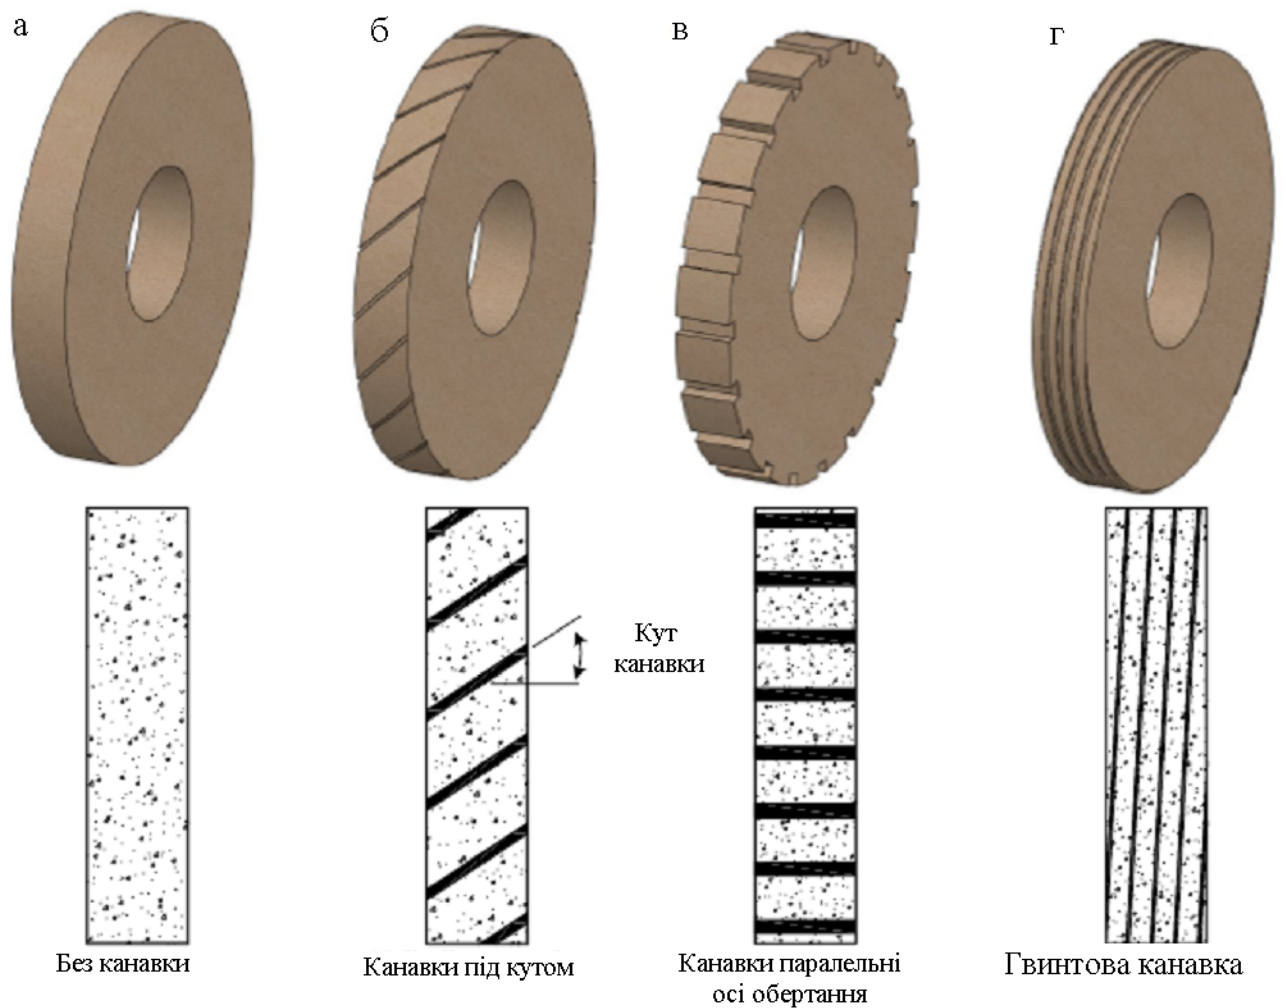 а
б
в
г
Кут
канавки
Без канавки
Канавки під кутом
Канавки паралельні
осі обертання
Гвинтова канавка